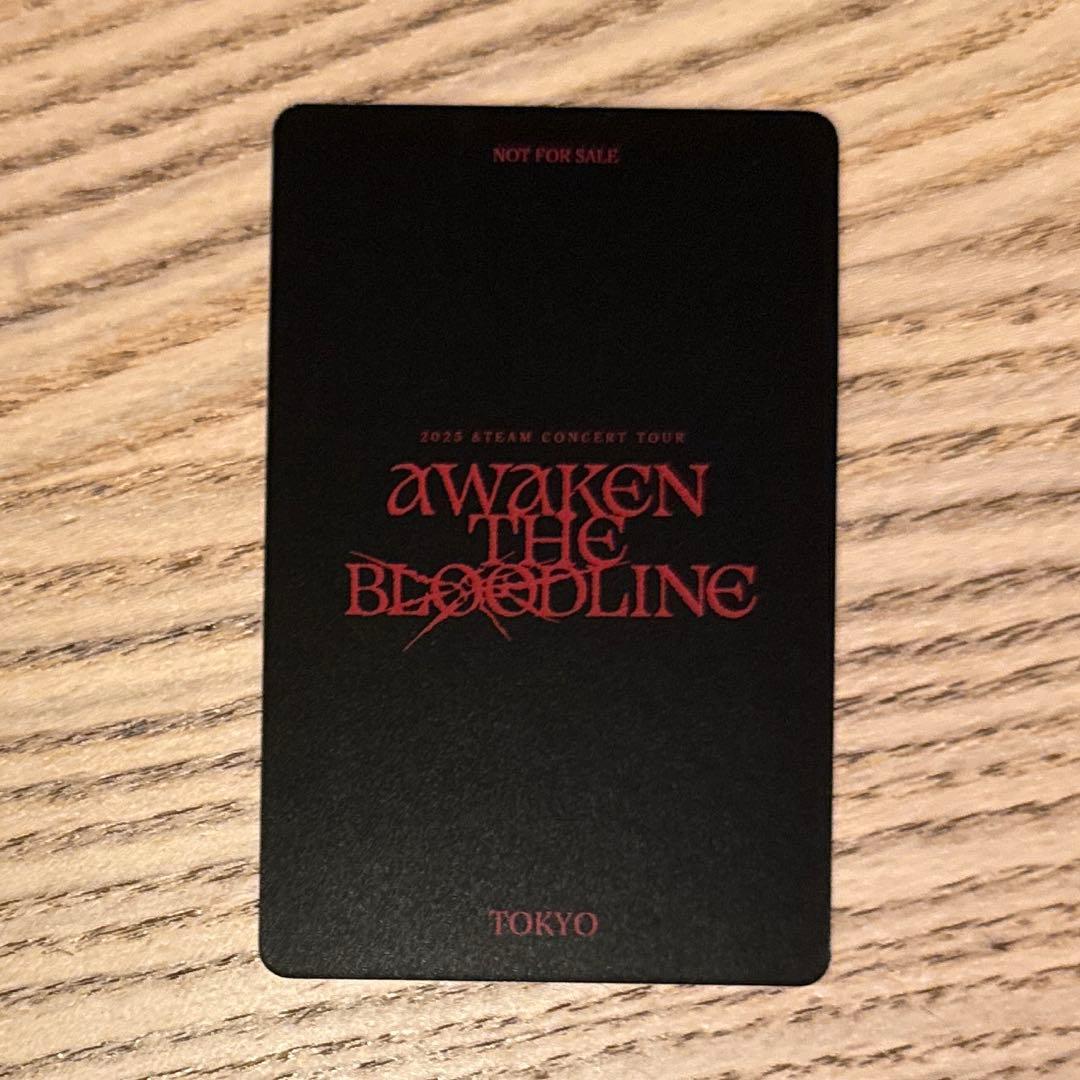 NOT FOR SALE
2025 &TEAM CONCERT TOUR
AWAKEN
THE
BLOODLINE
TOKYO